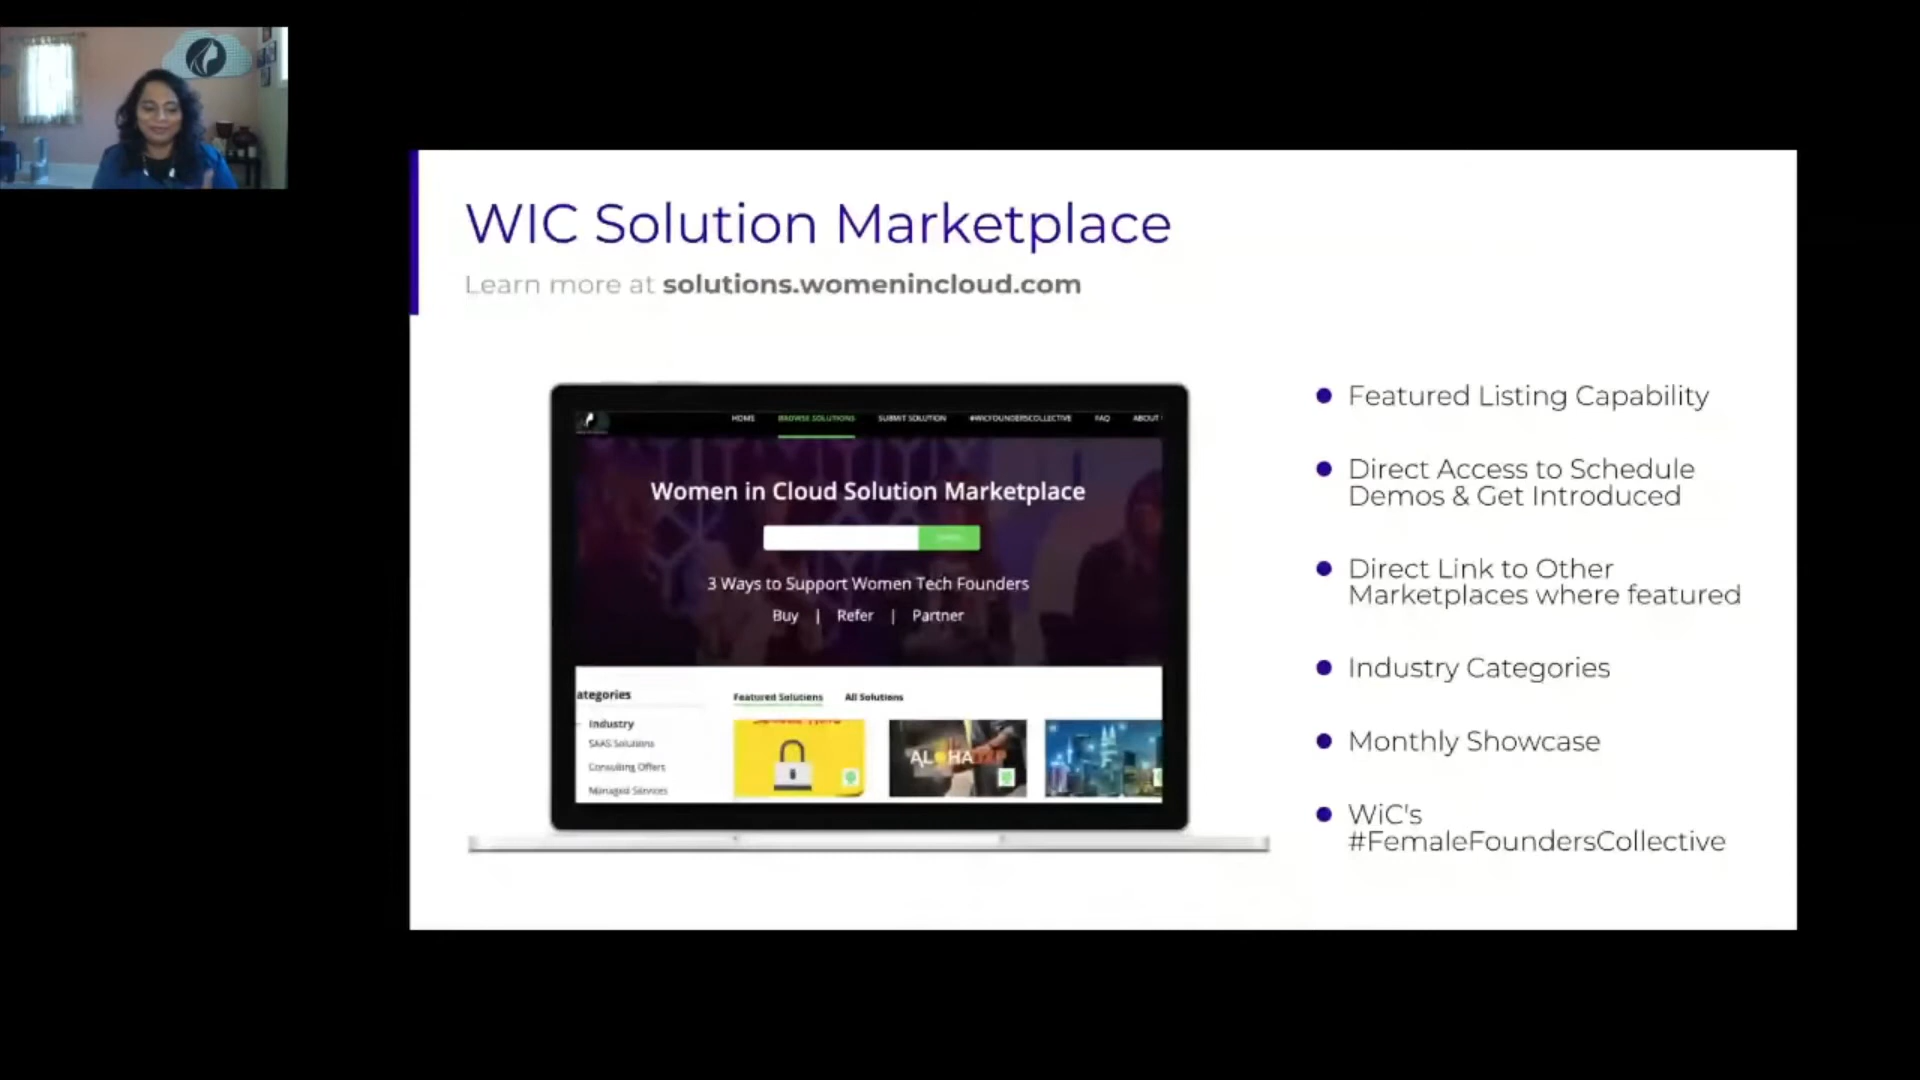 WIC Solution Marketplace
Learn more at solutions.womenincloud.com
HOME BROWSE SOLUTIONS SUBMIT SOLUTION #WICFOUNDERSCOLLECTIVE FAQ ABOUT
Women in Cloud Solution Marketplace
3 Ways to Support Women Tech Founders
Buy | Refer | Partner
ategories
Industry
SAAS Solutions
Consulting Offers
Managed Services
Featured Solutions All Solutions
Featured Listing Capability
Direct Access to Schedule
Demos & Get Introduced
Direct Link to Other
Marketplaces where featured
Industry Categories
Monthly Showcase
WiC's
#FemaleFoundersCollective